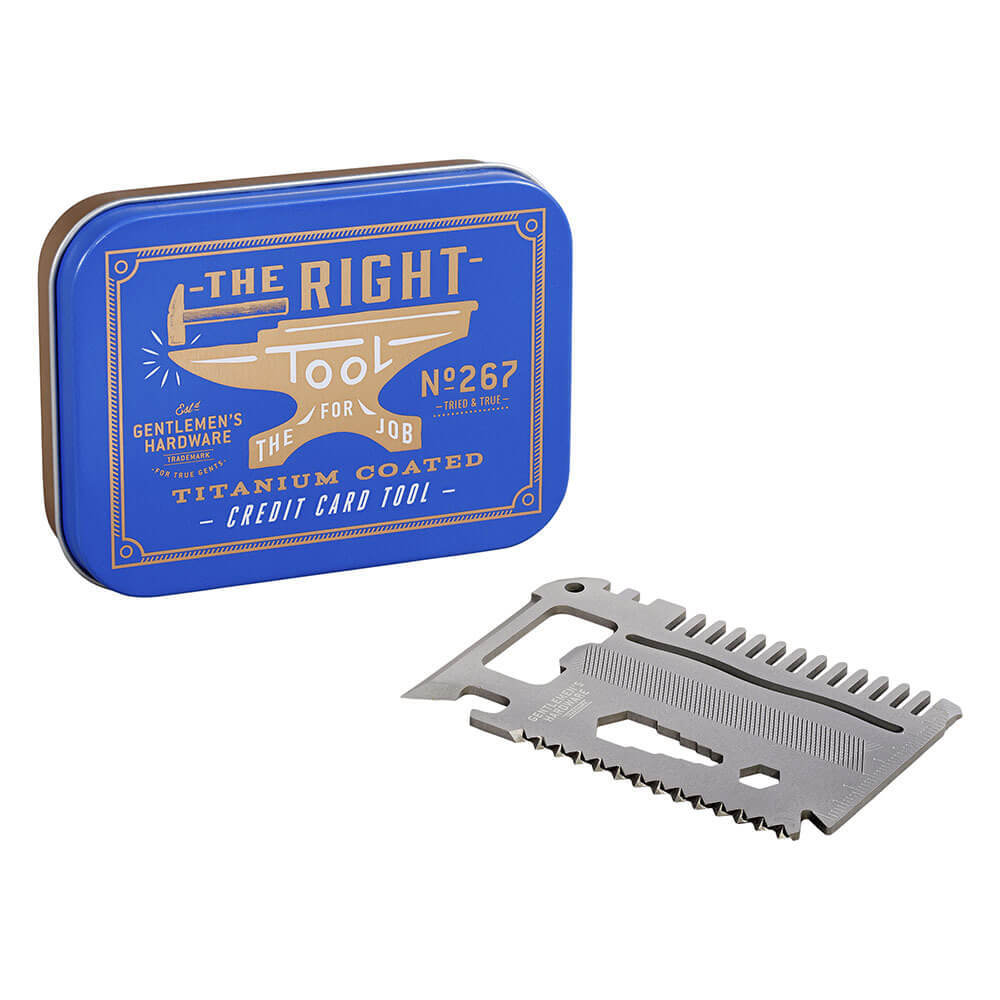 -THE RIGHT-
TOOL
FOR
THE JOB
Nº267
—TRIED & TRUE—
Estd
GENTLEMEN'S
HARDWARE
TRADEMARK
·FOR TRUE GENTS·
TITANIUM COATED
— CREDIT CARD TOOL —
GENTLEMEN'S
HARDWARE